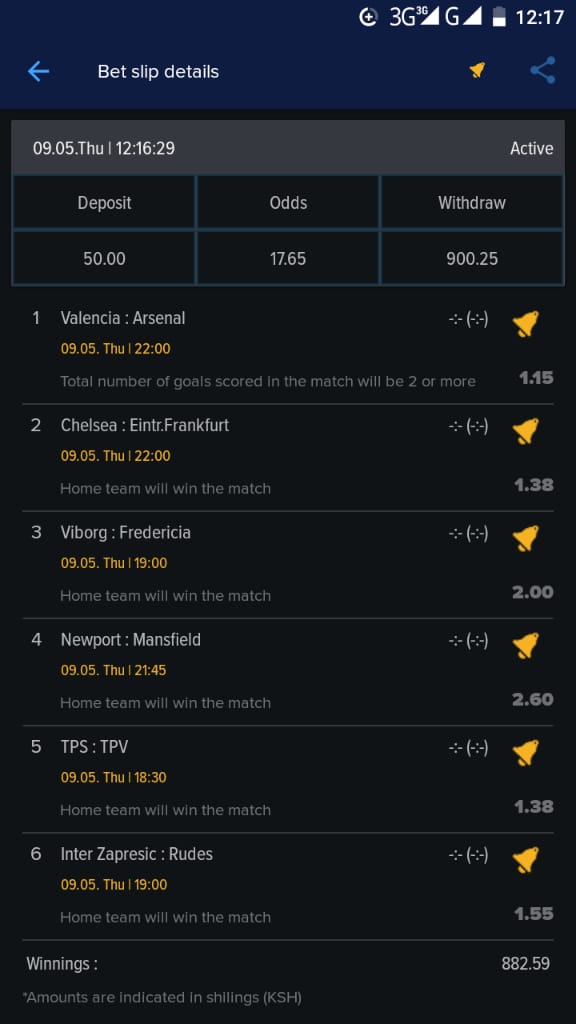 3G 3G G 12:17
Bet slip details
09.05.Thu | 12:16:29 Active
Deposit Odds Withdraw
50.00 17.65 900.25
1 Valencia : Arsenal -:- (-:-)
09.05. Thu | 22:00
Total number of goals scored in the match will be 2 or more 1.15
2 Chelsea : Eintr.Frankfurt -:- (-:-)
09.05. Thu | 22:00
Home team will win the match 1.38
3 Viborg : Fredericia -:- (-:-)
09.05. Thu | 19:00
Home team will win the match 2.00
4 Newport : Mansfield -:- (-:-)
09.05. Thu | 21:45
Home team will win the match 2.60
5 TPS : TPV -:- (-:-)
09.05. Thu | 18:30
Home team will win the match 1.38
6 Inter Zapresic : Rudes -:- (-:-)
09.05. Thu | 19:00
Home team will win the match 1.55
Winnings : 882.59
*Amounts are indicated in shilings (KSH)